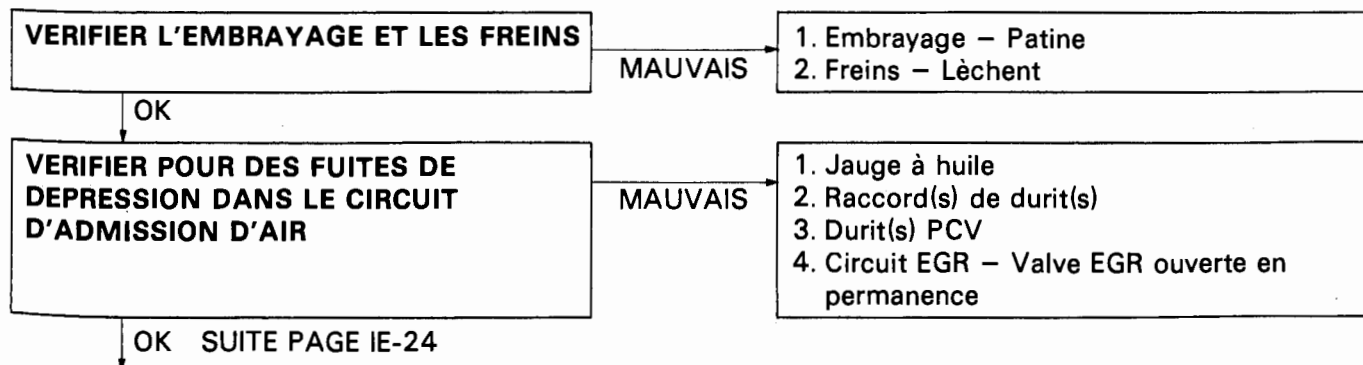 VERIFIER L'EMBRAYAGE ET LES FREINS
MAUVAIS
1. Embrayage – Patine
2. Freins – Lèchent
OK
VERIFIER POUR DES FUITES DE
DEPRESSION DANS LE CIRCUIT
D'ADMISSION D'AIR
MAUVAIS
1. Jauge à huile
2. Raccord(s) de durit(s)
3. Durit(s) PCV
4. Circuit EGR – Valve EGR ouverte en
permanence
OK SUITE PAGE IE-24